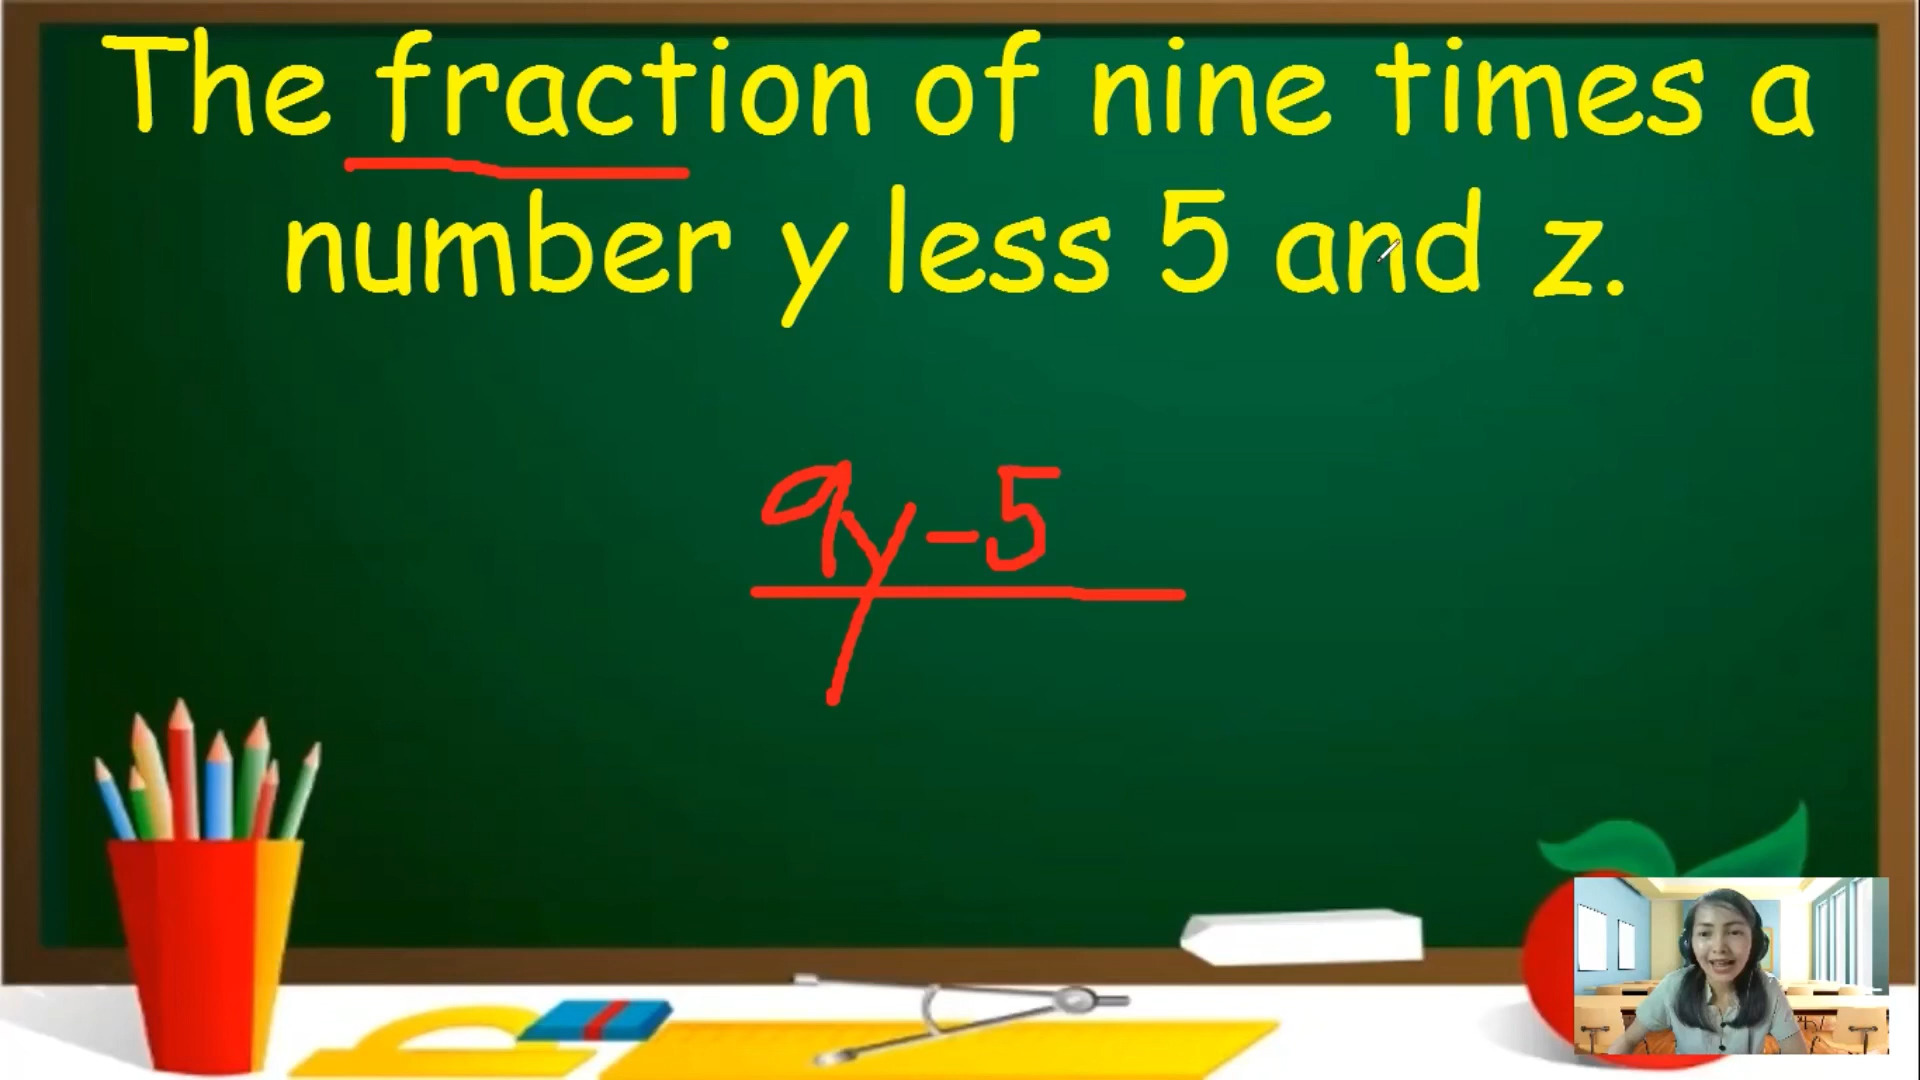 The fraction of nine times a
number y less 5 and z.
9y-5